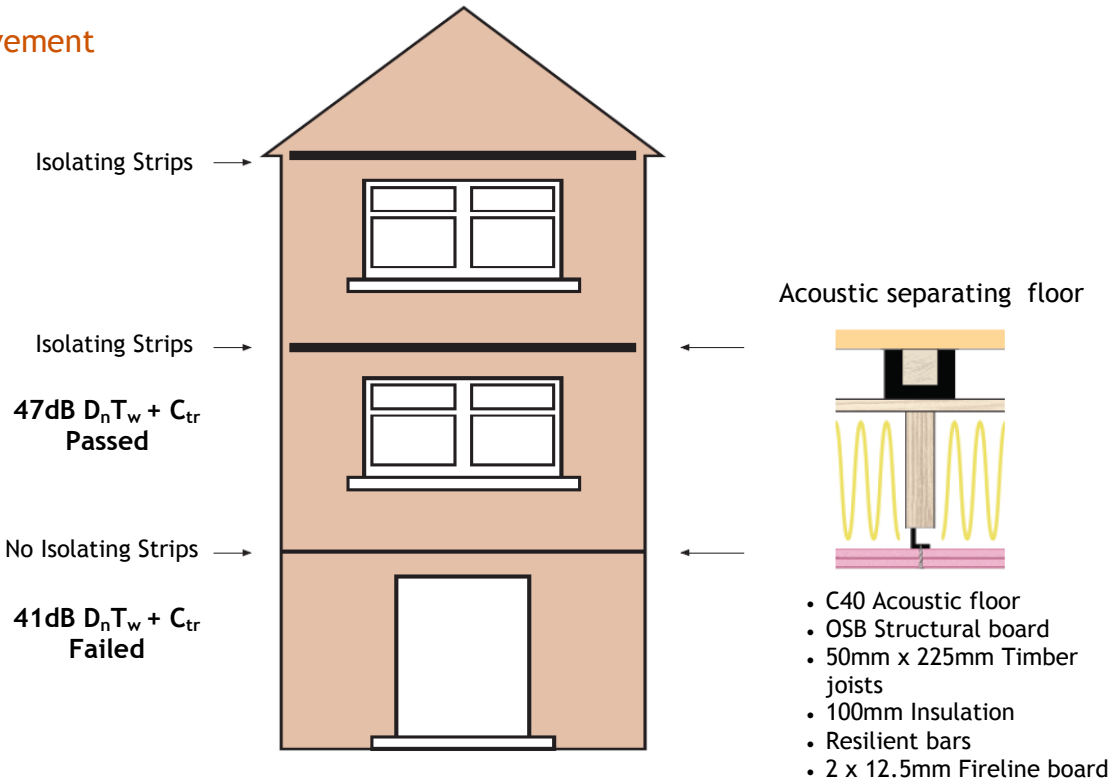 Isolating Strips
Isolating Strips
47dB DnTw + Ctr
Passed
No Isolating Strips
41dB DnTw + Ctr
Failed
Acoustic separating floor
• C40 Acoustic floor
• OSB Structural board
• 50mm x 225mm Timber
joists
• 100mm Insulation
• Resilient bars
• 2 x 12.5mm Fireline board